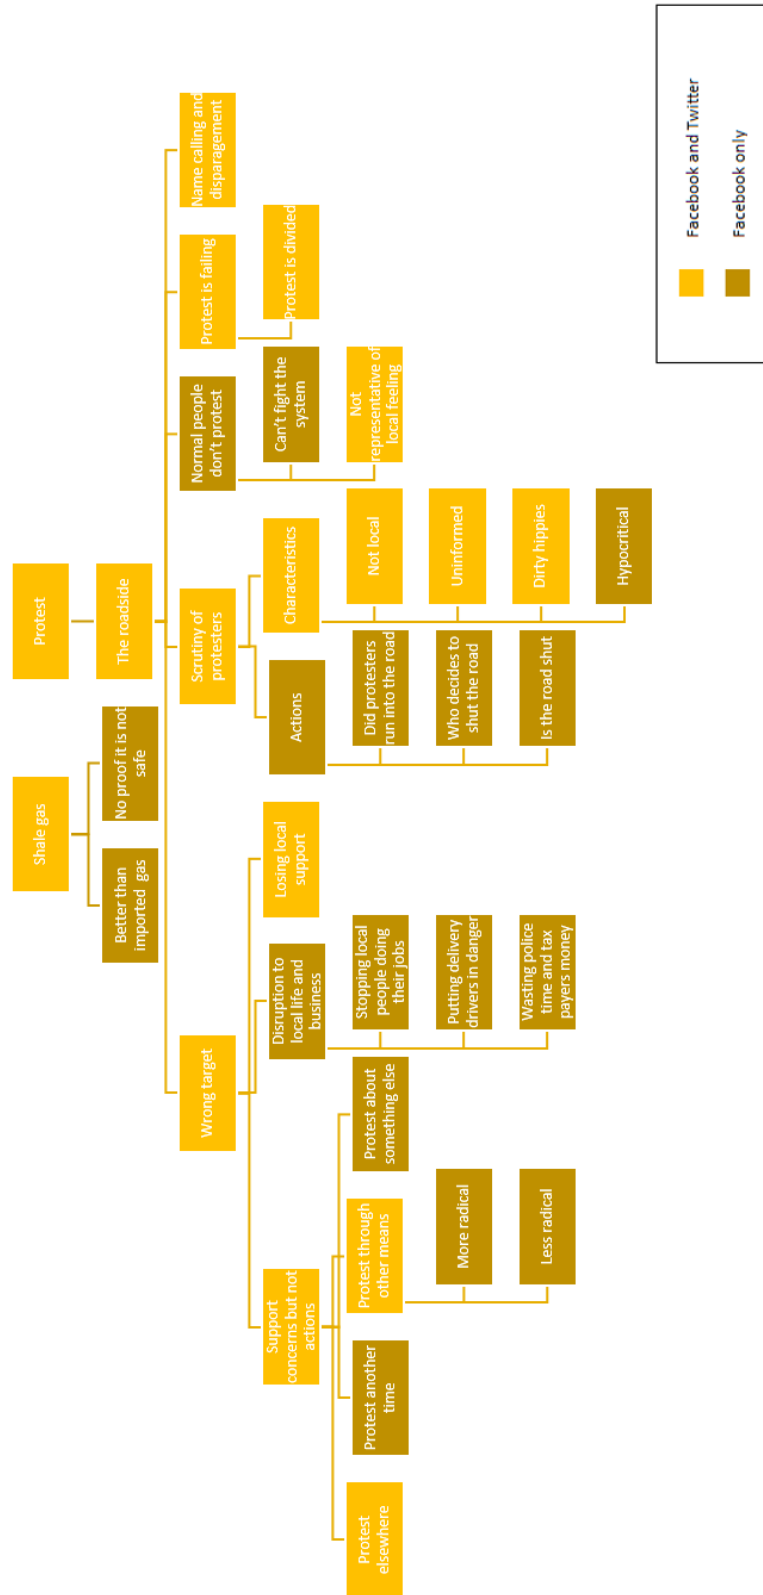 Shale gas
Better than
imported gas
No proof it is not
safe
Protest
The roadside
Wrong target
Support
concerns but not
actions
Protest
elsewhere
Protest another
time
Protest through
other means
More radical
Less radical
Protest about
something else
Disruption to
local life and
business
Stopping local
people doing
their jobs
Putting delivery
drivers in danger
Wasting police
time and tax
payers money
Losing local
support
Scrutiny of
protesters
Actions
Did protesters
run into the road
Who decides to
shut the road
Is the road shut
Characteristics
Not local
Uninformed
Dirty hippies
Hypocritical
Normal people
don't protest
Can't fight the
system
Not
representative of
local feeling
Protest is failing
Protest is divided
Name calling and
disparagement
Facebook and Twitter
Facebook only